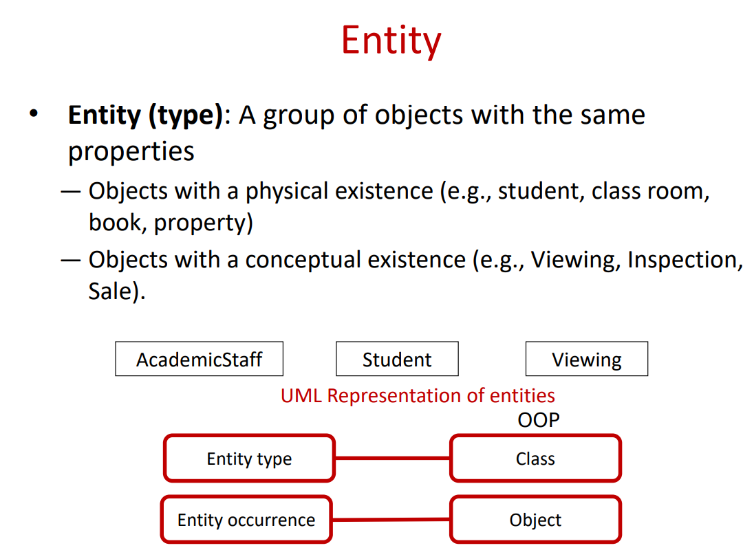 Entity
• Entity (type): A group of objects with the same
properties
— Objects with a physical existence (e.g., student, class room,
book, property)
— Objects with a conceptual existence (e.g., Viewing, Inspection,
Sale).
AcademicStaff Student Viewing
UML Representation of entities
OOP
Entity type Class
Entity occurrence Object